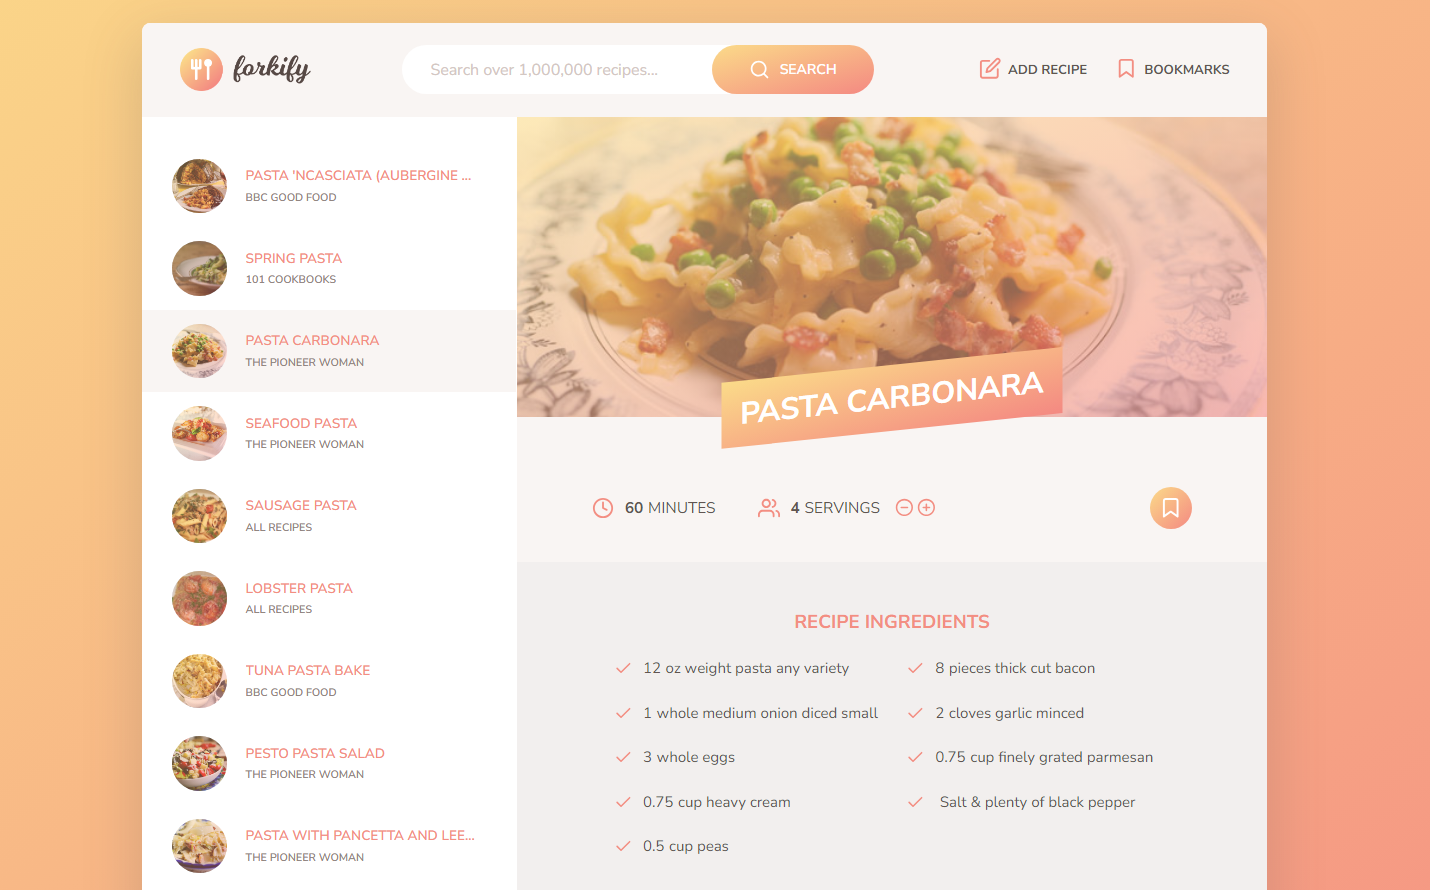 forkify
Search over 1,000,000 recipes...
SEARCH
ADD RECIPE
BOOKMARKS
PASTA 'NCASCIATA (AUBERGINE ...
BBC GOOD FOOD
SPRING PASTA
101 COOKBOOKS
PASTA CARBONARA
THE PIONEER WOMAN
SEAFOOD PASTA
THE PIONEER WOMAN
SAUSAGE PASTA
ALL RECIPES
LOBSTER PASTA
ALL RECIPES
TUNA PASTA BAKE
BBC GOOD FOOD
PESTO PASTA SALAD
THE PIONEER WOMAN
PASTA WITH PANCETTA AND LEE...
THE PIONEER WOMAN
PASTA CARBONARA
60 MINUTES
4 SERVINGS
RECIPE INGREDIENTS
12 oz weight pasta any variety
8 pieces thick cut bacon
1 whole medium onion diced small
2 cloves garlic minced
3 whole eggs
0.75 cup finely grated parmesan
0.75 cup heavy cream
Salt & plenty of black pepper
0.5 cup peas